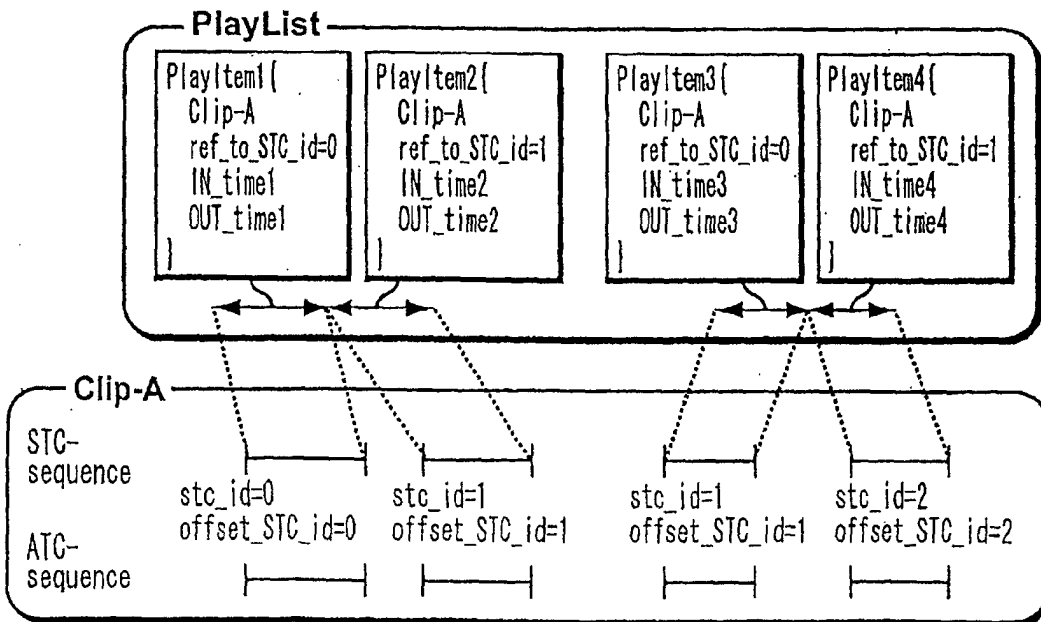 PlayList
PlayItem1{
Clip-A
ref_to_STC_id=0
IN_time1
OUT_time1
}
PlayItem2{
Clip-A
ref_to_STC_id=1
IN_time2
OUT_time2
}
PlayItem3{
Clip-A
ref_to_STC_id=0
IN_time3
OUT_time3
}
PlayItem4{
Clip-A
ref_to_STC_id=1
IN_time4
OUT_time4
}
Clip-A
STC-
sequence
stc_id=0
offset_STC_id=0
stc_id=1
offset_STC_id=1
stc_id=1
offset_STC_id=1
stc_id=2
offset_STC_id=2
ATC-
sequence